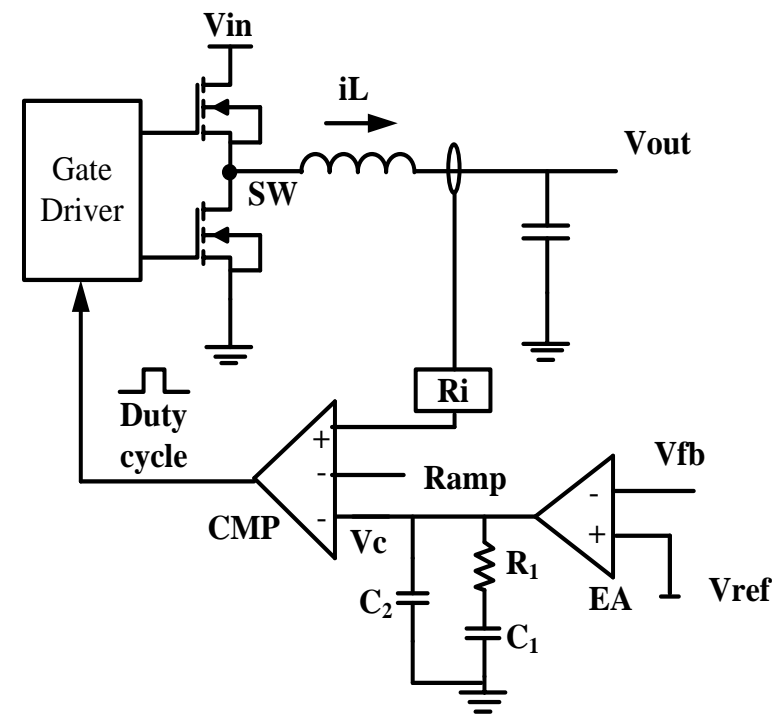 Vin
iL
Vout
Gate
Driver
SW
Ri
Duty
cycle
+
-
Ramp
-
CMP
Vc
Vfb
-
+
EA
Vref
R1
C2
C1